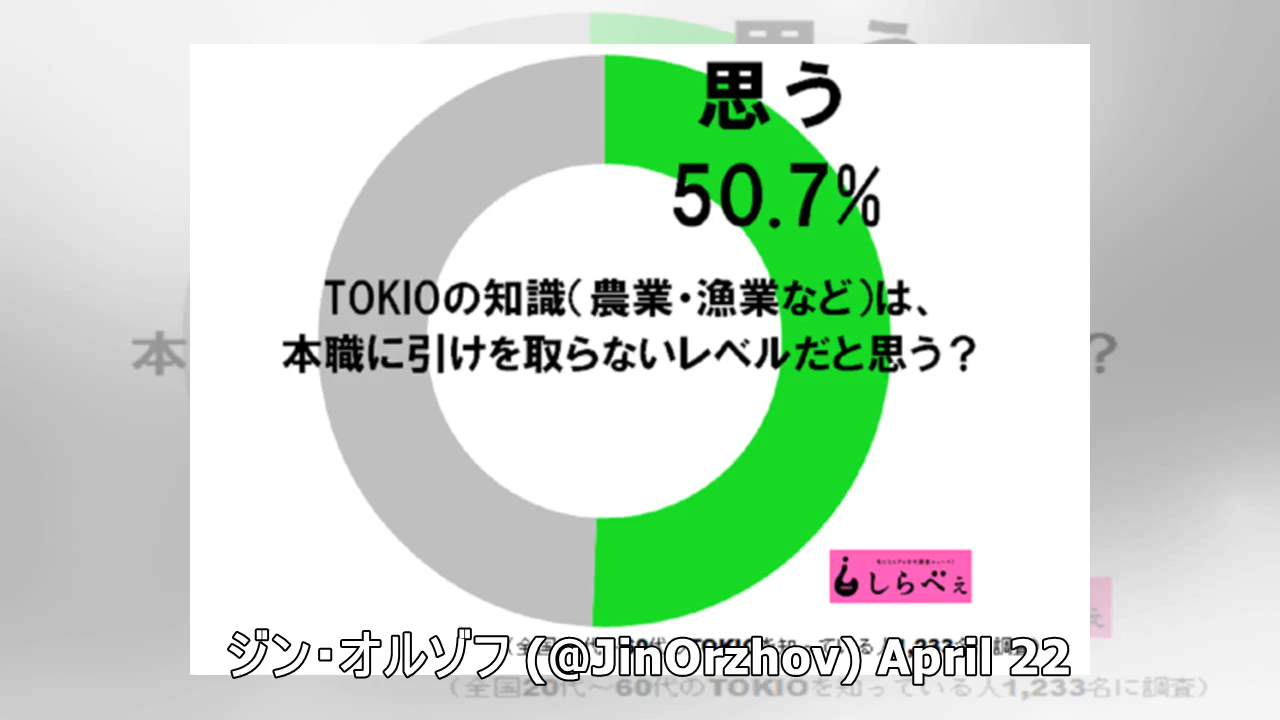 思う
50.7%
TOKIOの知識(農業・漁業など)は、
本職に引けを取らないレベルだと思う?
しらべぇ
ジン・オルゾフ (@JinOrzhov) April 22
(全国20代~60代のTOKIOを知っている人1,233名に調査)